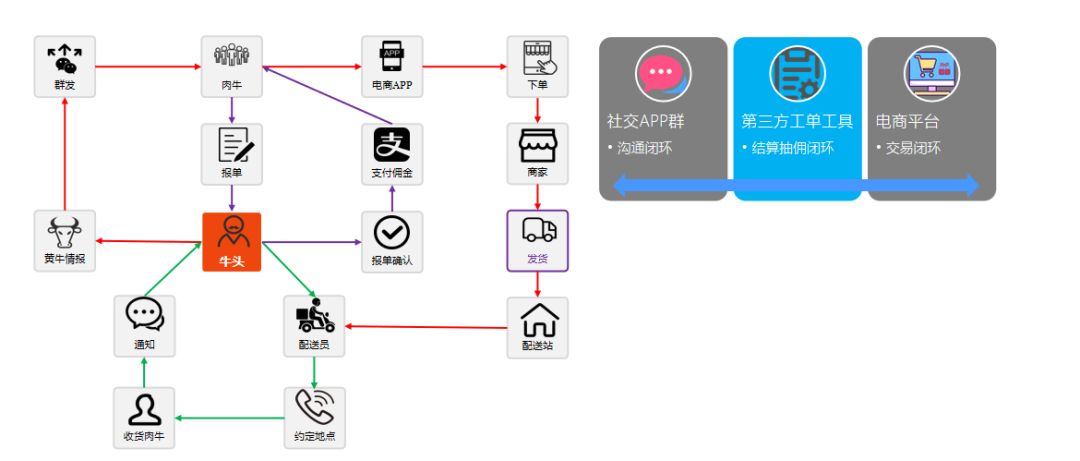 群发
肉牛
电商APP
APP
下单
报单
支付佣金
支
商家
黄牛情报
牛头
报单确认
发货
通知
配送员
配送站
收货肉牛
约定地点
社交APP群
• 沟通闭环
第三方工单工具
• 结算抽佣闭环
电商平台
• 交易闭环